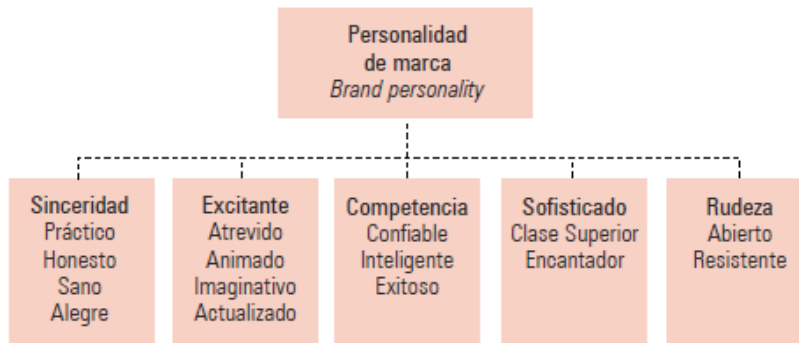 Personalidad
de marca
Brand personality
Sinceridad
Práctico
Honesto
Sano
Alegre
Excitante
Atrevido
Animado
Imaginativo
Actualizado
Competencia
Confiable
Inteligente
Exitoso
Sofisticado
Clase Superior
Encantador
Rudeza
Abierto
Resistente